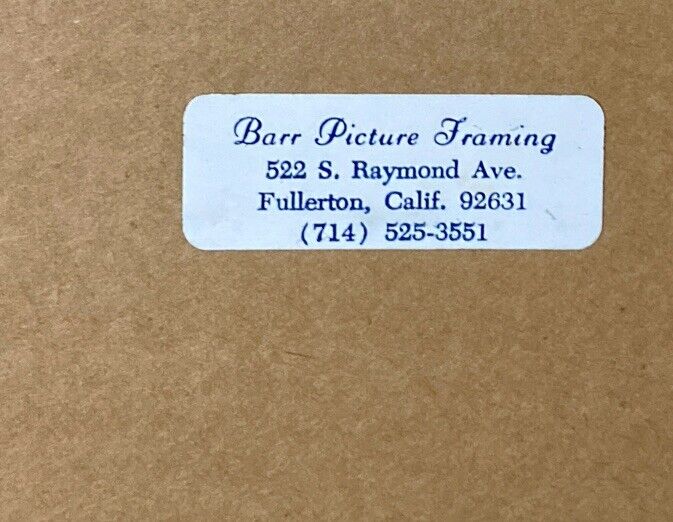 Barr Picture Framing
522 S. Raymond Ave.
Fullerton, Calif. 92631
(714) 525-3551